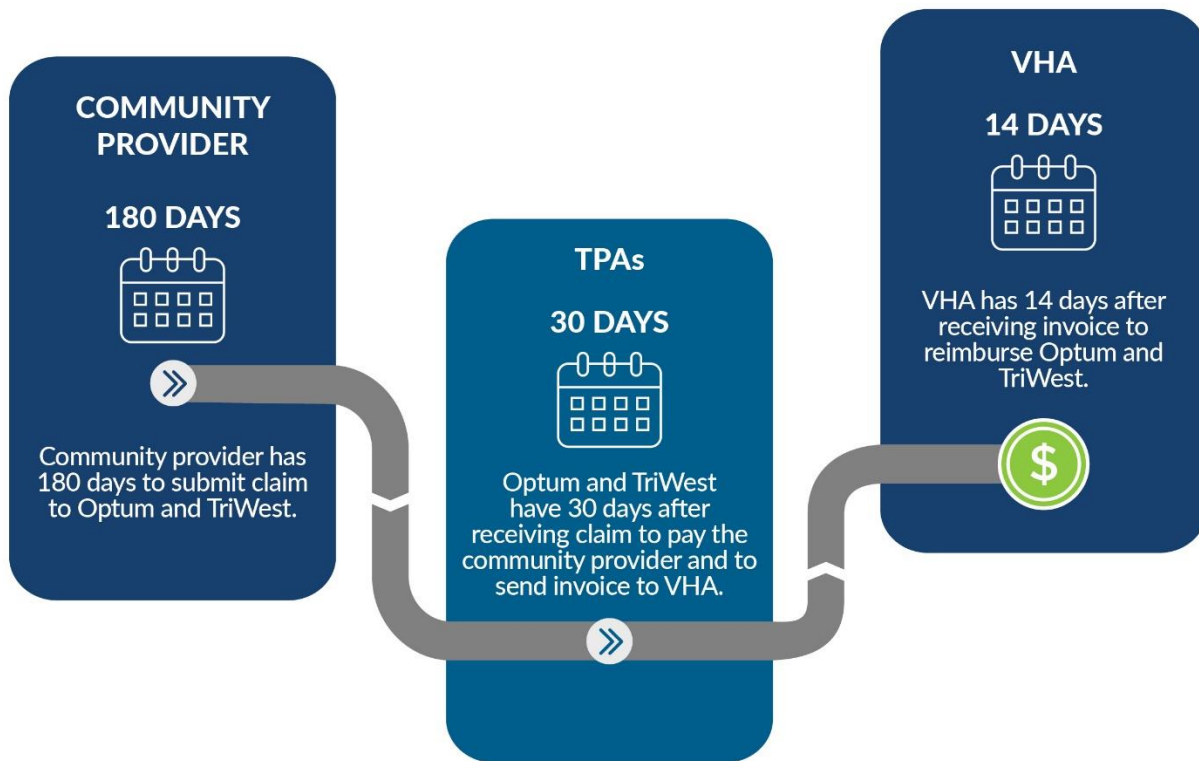 COMMUNITY
PROVIDER
180 DAYS
Community provider has
180 days to submit claim
to Optum and TriWest.
TPAs
30 DAYS
Optum and TriWest
have 30 days after
receiving claim to pay the
community provider and to
send invoice to VHA.
VHA
14 DAYS
VHA has 14 days after
receiving invoice to
reimburse Optum and
TriWest.
$